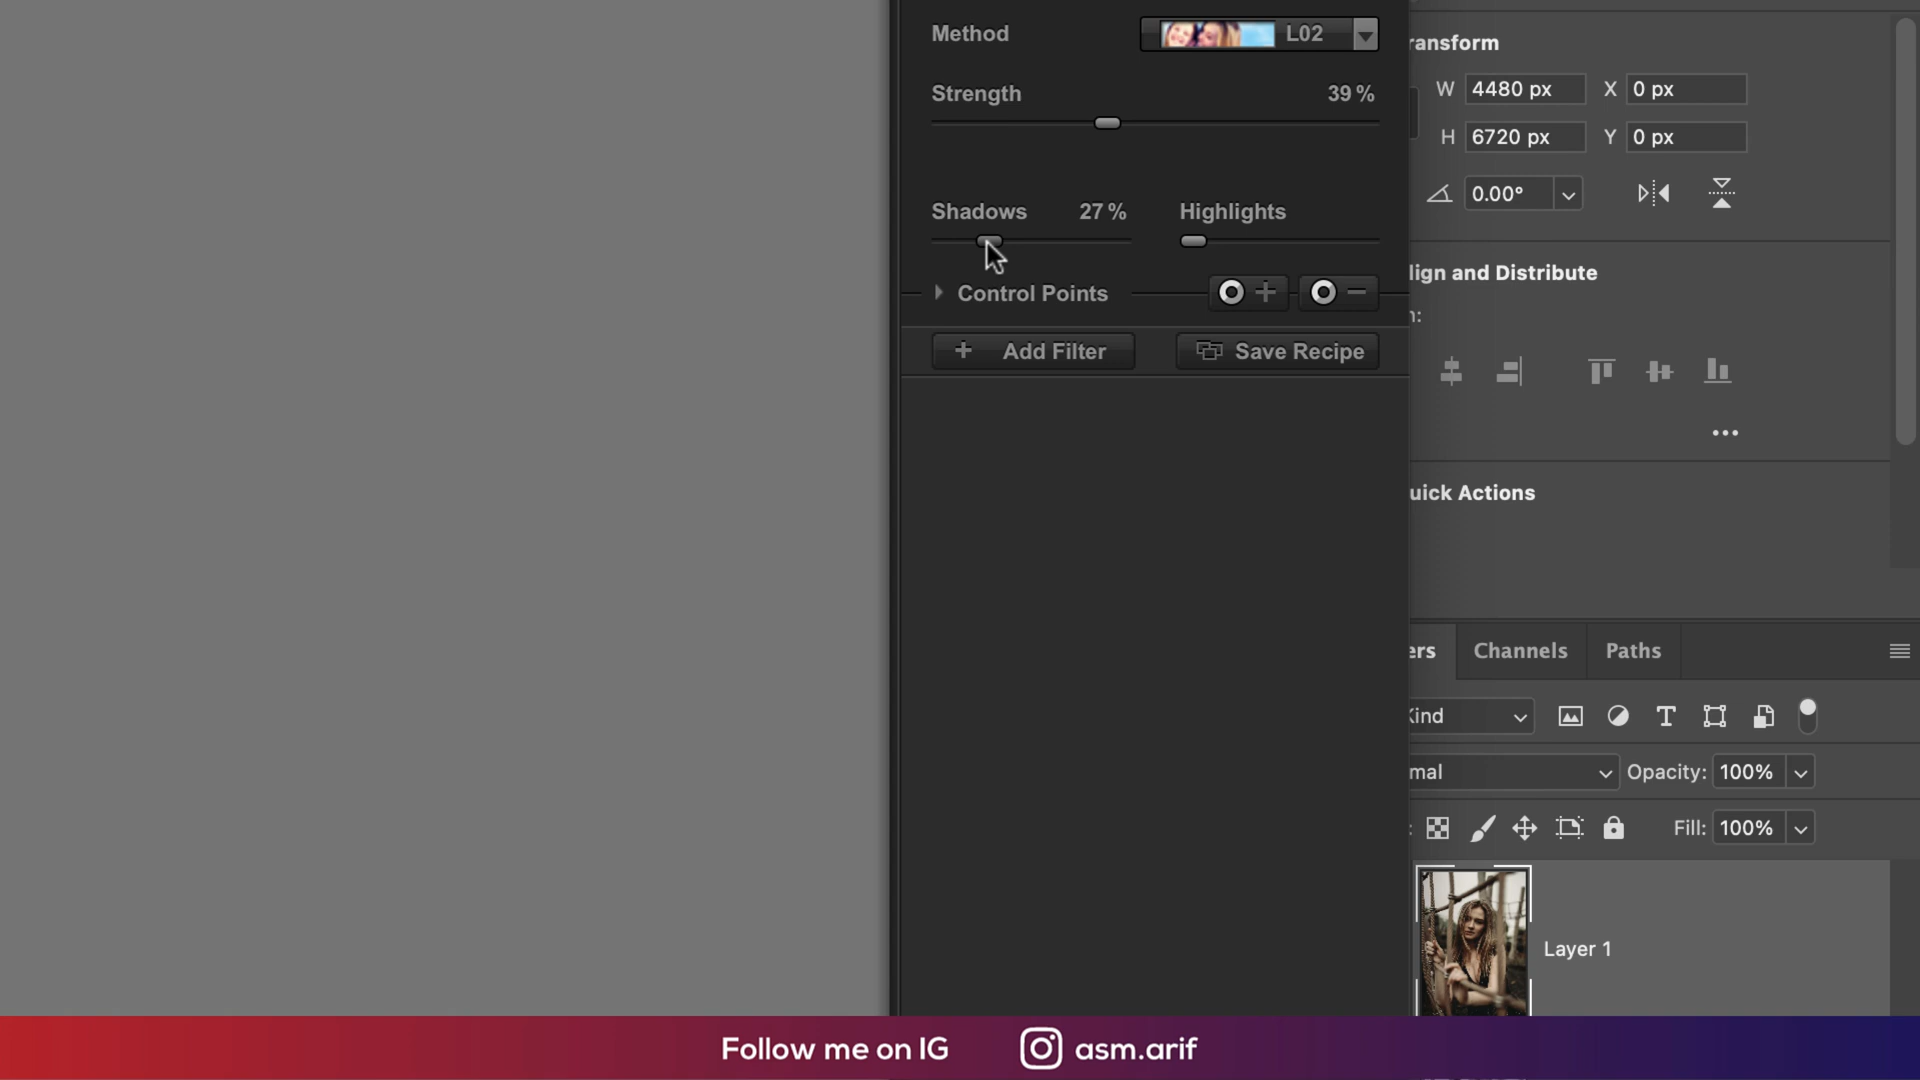 Method
L02
Strength
39 %
Shadows
27 %
Highlights
Control Points
Add Filter
Save Recipe
ransform
W 4480 px
X 0 px
H 6720 px
Y 0 px
0.00°
lign and Distribute
n:
uick Actions
ers
Channels
Paths
Kind
mal
Opacity: 100%
Fill: 100%
Layer 1
Follow me on IG
asm.arif